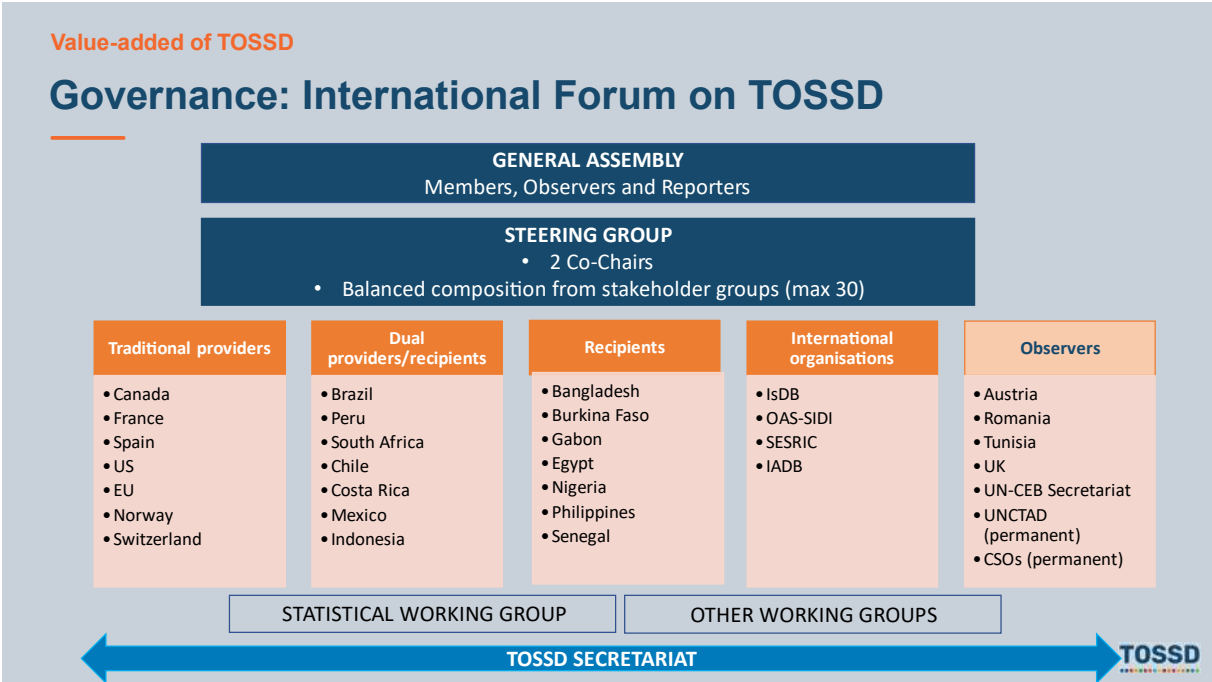 Value-added of TOSSD
Governance: International Forum on TOSSD
GENERAL ASSEMBLY
Members, Observers and Reporters
STEERING GROUP
• 2 Co-Chairs
• Balanced composition from stakeholder groups (max 30)
Traditional providers
• Canada
• France
• Spain
• US
• EU
• Norway
• Switzerland
Dual
providers/recipients
• Brazil
• Peru
• South Africa
• Chile
• Costa Rica
• Mexico
• Indonesia
Recipients
• Bangladesh
• Burkina Faso
• Gabon
• Egypt
• Nigeria
• Philippines
• Senegal
International
organisations
• IsDB
• OAS-SIDI
• SESRIC
• IADB
Observers
• Austria
• Romania
• Tunisia
• UK
• UN-CEB Secretariat
• UNCTAD
(permanent)
• CSOs (permanent)
STATISTICAL WORKING GROUP
OTHER WORKING GROUPS
TOSSD SECRETARIAT
TOSSD